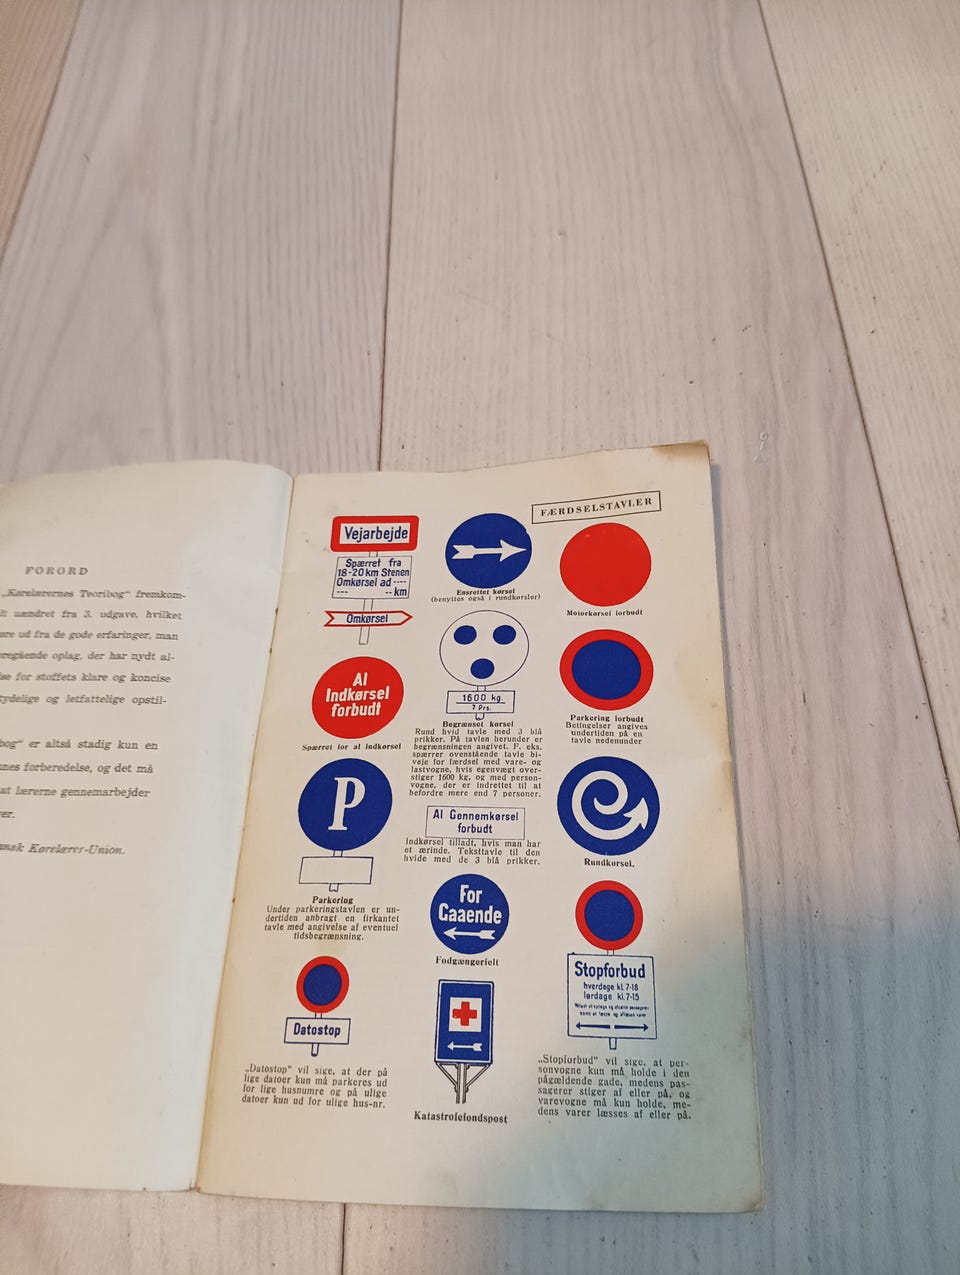 FORORD
„Kørelærernes Teoribog“ fremkom-
uændret fra 3. udgave, hvilket
ud fra de gode erfaringer, man
oplag, der har nydt al-
for stoffets klare og koncise
og letfattelige opstil-
er altså stadig kun en
forberedelse, og det må
at lærerne gennemarbejder
Kørelærer-Union.
FÆRDSELSTAVLER
Vejarbejde
Spærret fra
18-20 km Stenen
Omkørsel ad ----
--- -- km
Omkørsel
Al
Indkørsel
forbudt
Spærret for al indkørsel
P
Parkering
Under parkeringstavlen er un-
dertiden anbragt en firkantet
tavle med angivelse af eventuel
tidsbegrænsning.
Datostop
„Datostop“ vil sige, at der på
lige datoer kun må parkeres ud
for lige husnumre og på ulige
datoer kun ud for ulige hus-nr.
Ensrettet kørsel
(benyttes også i rundkørsler)
1600 kg.
7 Prs.
Begrænset kørsel
Rund hvid tavle med 3 blå
prikker. På tavlen herunder er
begrænsningen angivet. F. eks.
spærrer ovenstående tavle bi-
veje for færdsel med vare- og
lastvogne, hvis egenvægt over-
stiger 1600 kg, og med person-
vogne, der er indrettet til at
befordre mere end 7 personer.
Al Gennemkørsel
forbudt
Indkørsel tilladt, hvis man har
et ærinde. Teksttavle til den
hvide med de 3 blå prikker.
For
Gaaende
Fodgængerfelt
Katastrofefondspost
Motorkørsel forbudt
Parkering forbudt
Betingelser angives
undertiden på en
tavle nedenunder
Rundkørsel.
Stopforbud
hverdage kl. 7-18
lørdage kl. 7-15
„Stopforbud“ vil sige, at per-
sonvogne kun må holde i den
pågældende gade, medens pas-
sagerer stiger af eller på, og
varevogne må kun holde, me-
dens varer læsses af eller på.